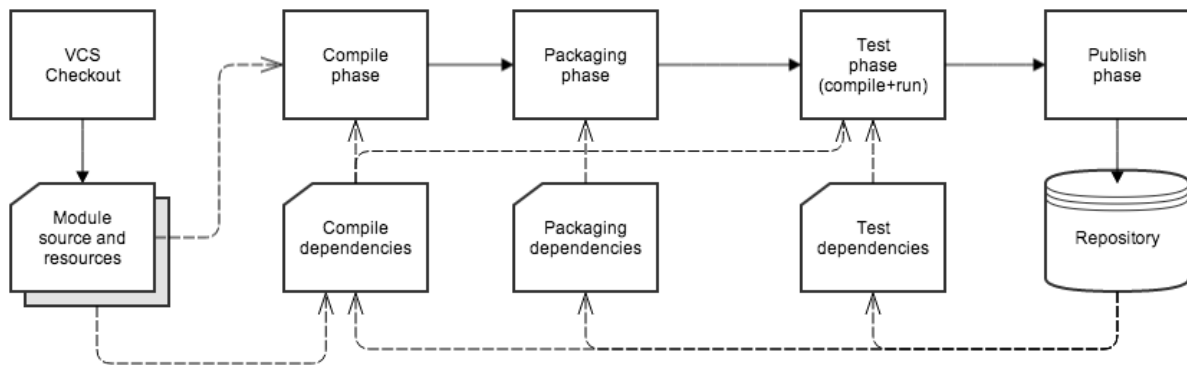 VCS
Checkout
Compile
phase
Packaging
phase
Test
phase
(compile+run)
Publish
phase
Module
source and
resources
Compile
dependencies
Packaging
dependencies
Test
dependencies
Repository